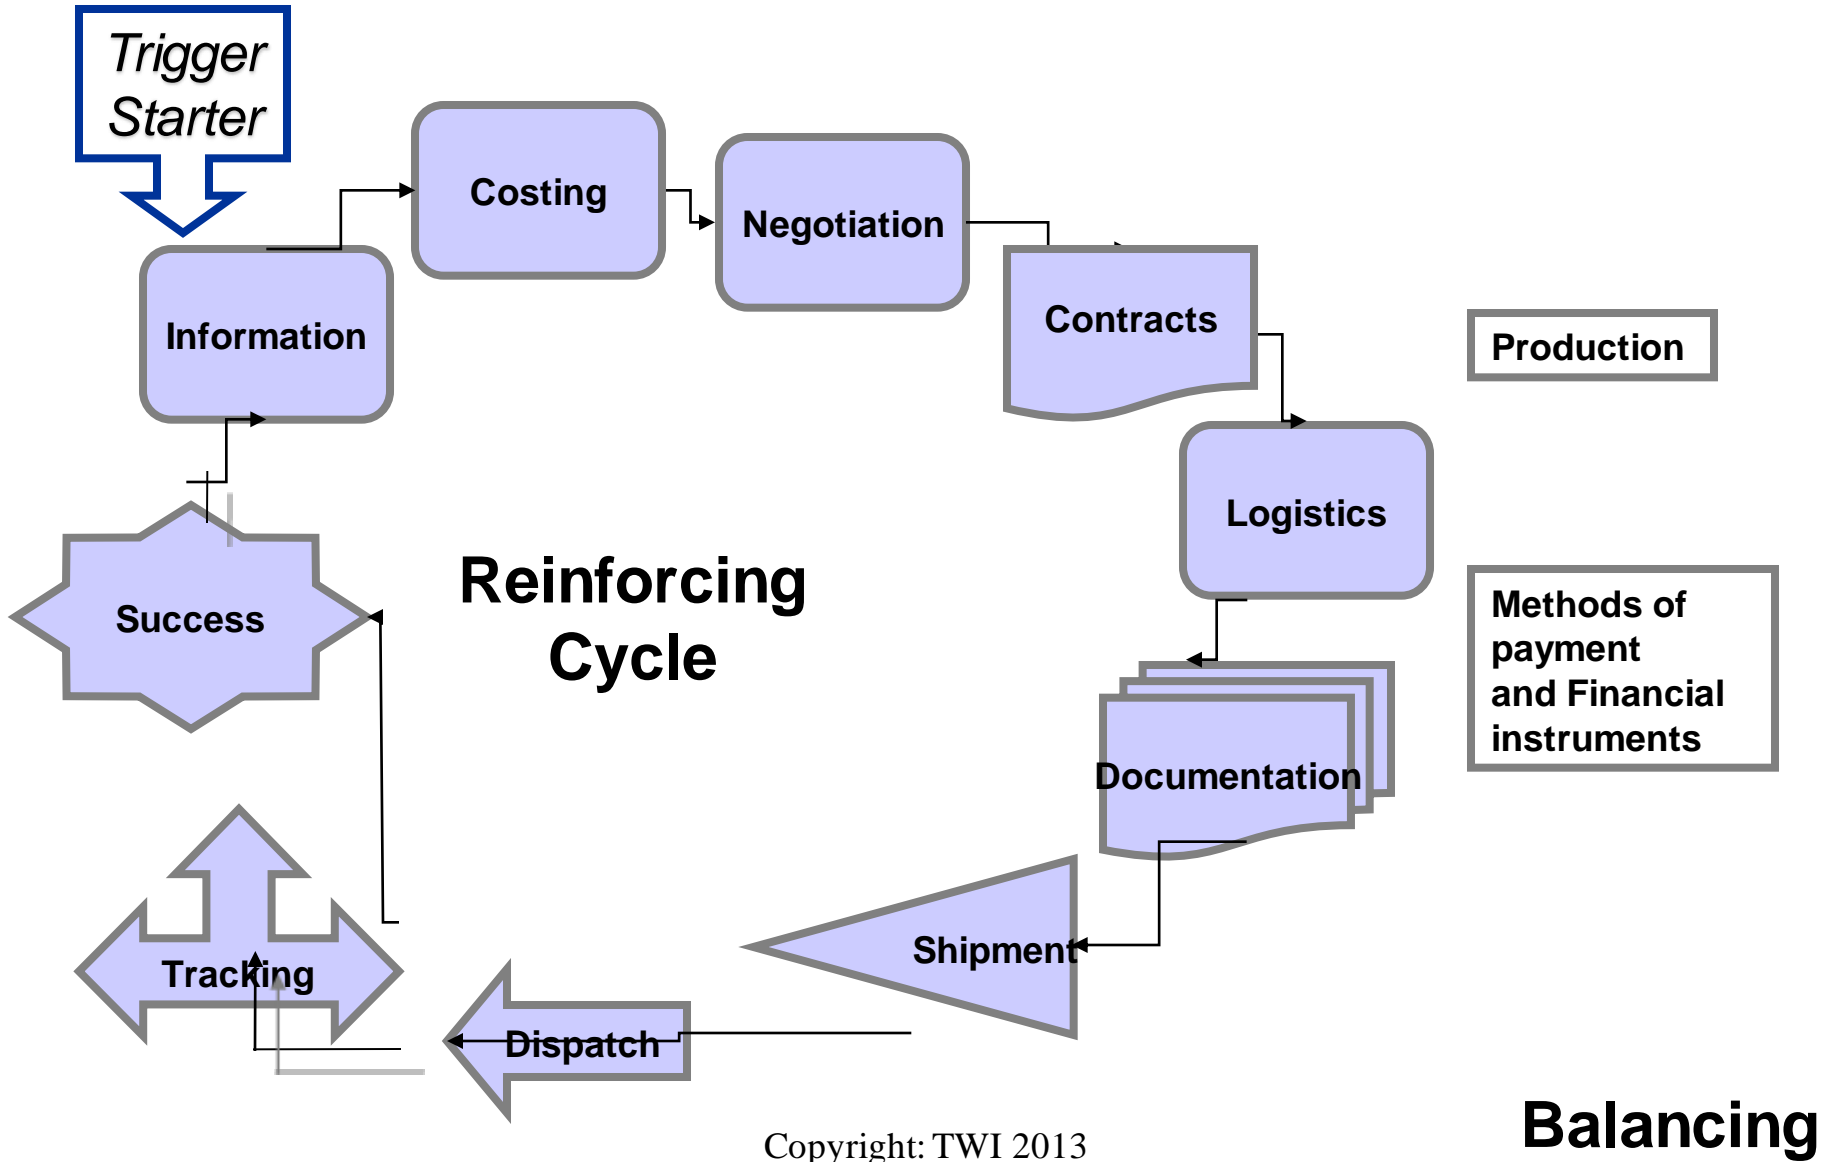 Trigger
Starter
Costing
Negotiation
Information
Contracts
Production
Logistics
Reinforcing
Cycle
Success
Methods of
payment
and Financial
instruments
Documentation
Shipment
Tracking
Dispatch
Balancing
Copyright: TWI 2013